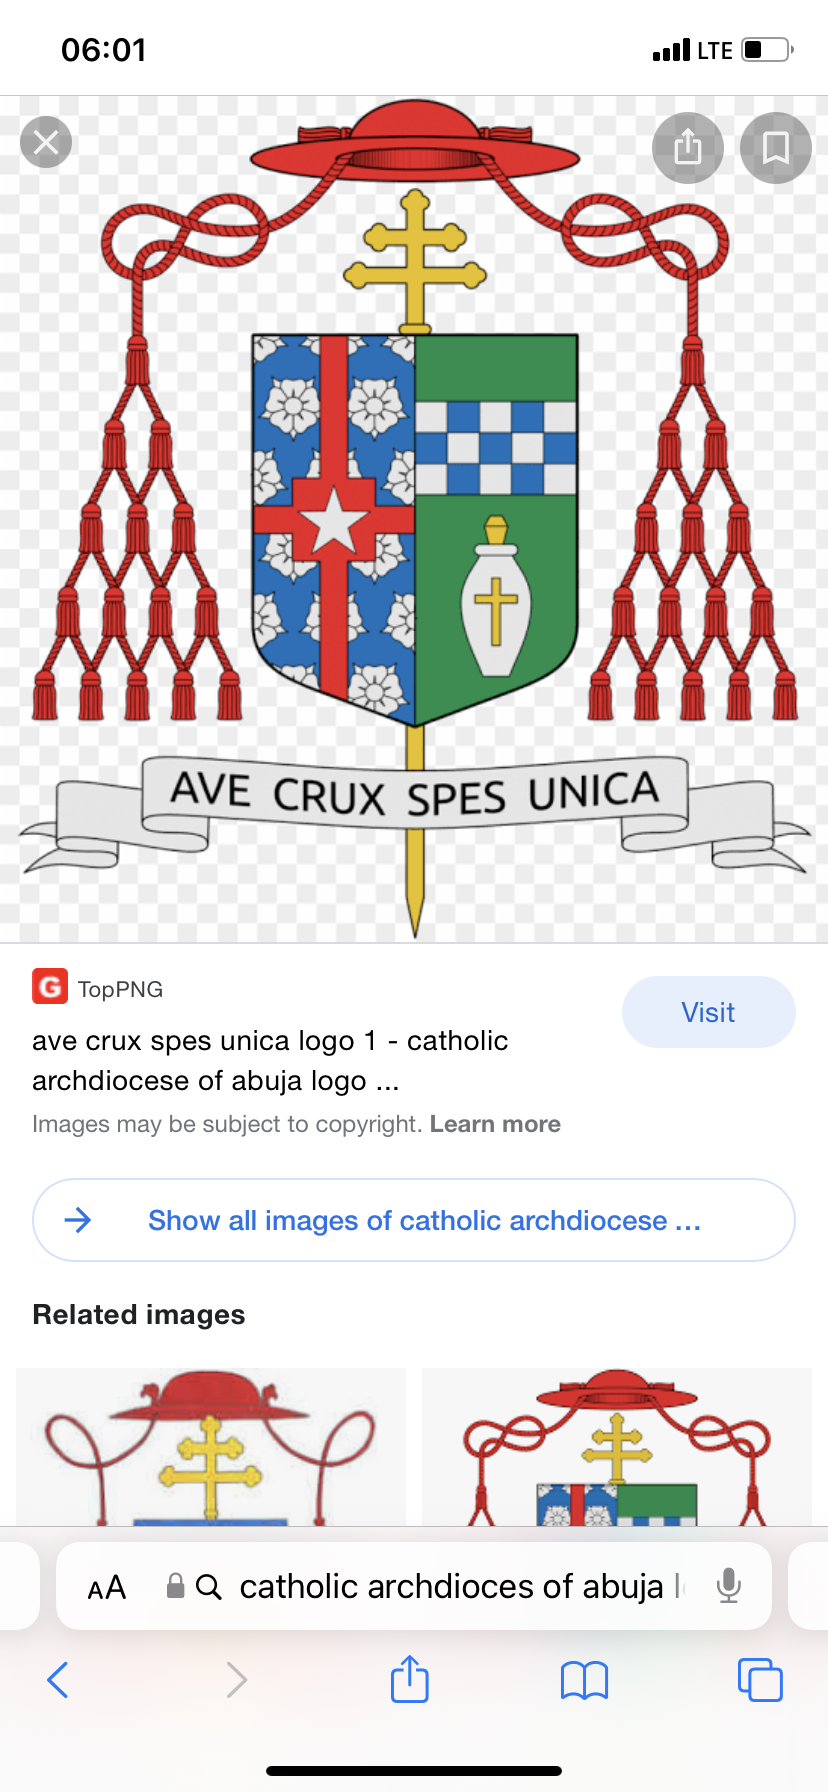 06:01
LTE
AVE CRUX SPES UNICA
G TopPNG
Visit
ave crux spes unica logo 1 - catholic
archdiocese of abuja logo ...
Images may be subject to copyright. Learn more
Show all images of catholic archdiocese ...
Related images
AA catholic archdioces of abuja